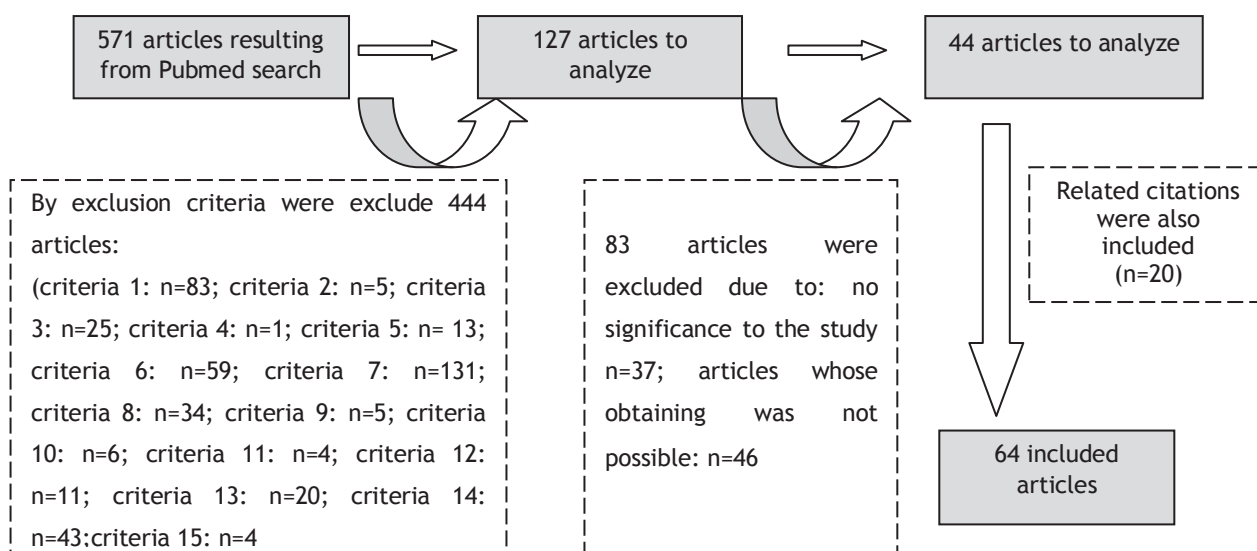 571 articles resulting
from Pubmed search
127 articles to
analyze
44 articles to analyze
By exclusion criteria were exclude 444
articles:
(criteria 1: n=83; criteria 2: n=5; criteria
3: n=25; criteria 4: n=1; criteria 5: n= 13;
criteria 6: n=59; criteria 7: n=131;
criteria 8: n=34; criteria 9: n=5; criteria
10: n=6; criteria 11: n=4; criteria 12:
n=11; criteria 13: n=20; criteria 14:
n=43;criteria 15: n=4
83 articles were
excluded due to: no
significance to the study
n=37; articles whose
obtaining was not
possible: n=46
Related citations
were also
included
(n=20)
64 included
articles